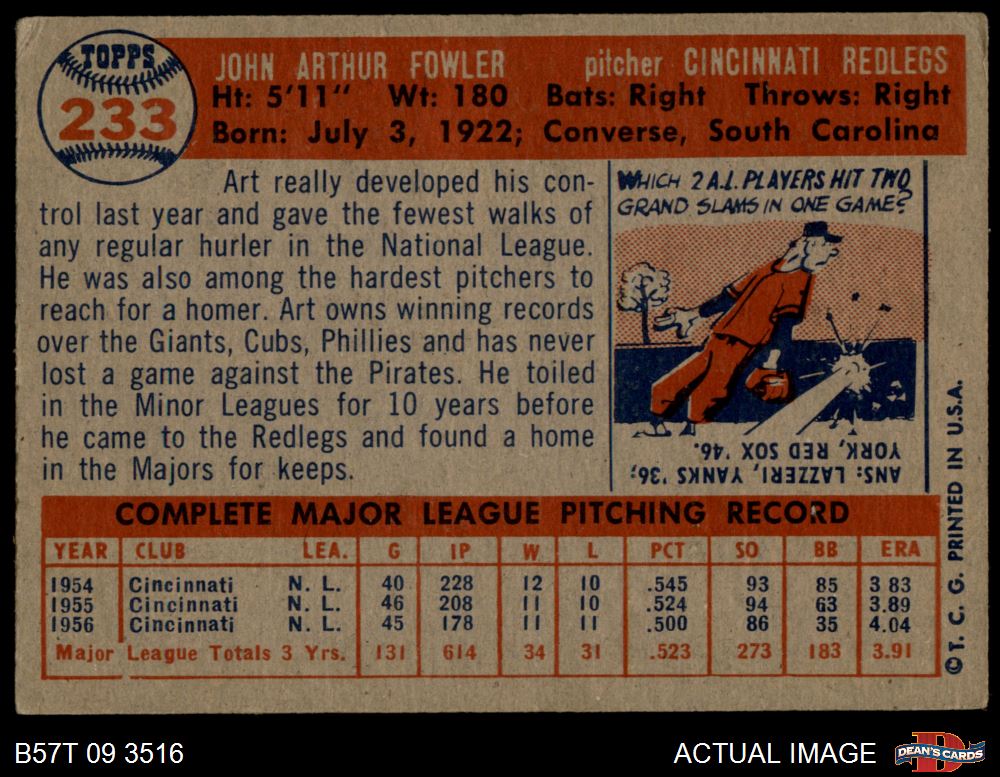 TOPPS
233
JOHN ARTHUR FOWLER pitcher CINCINNATI REDLEGS
Ht: 5'11" Wt: 180 Bats: Right Throws: Right
Born: July 3, 1922; Converse, South Carolina
Art really developed his con-
trol last year and gave the fewest walks of
any regular hurler in the National League.
He was also among the hardest pitchers to
reach for a homer. Art owns winning records
over the Giants, Cubs, Phillies and has never
lost a game against the Pirates. He toiled
in the Minor Leagues for 10 years before
he came to the Redlegs and found a home
in the Majors for keeps.
WHICH 2 A.L. PLAYERS HIT TWO
GRAND SLAMS IN ONE GAME?
ANS: LAZZERI, YANKS '36;
YORK, RED SOX '46.
COMPLETE MAJOR LEAGUE PITCHING RECORD
YEAR CLUB LEA. G IP W L PCT SO BB ERA
1954 Cincinnati N. L. 40 228 12 10 .545 93 85 3 83
1955 Cincinnati N. L. 46 208 11 10 .524 94 63 3.89
1956 Cincinnati N. L. 45 178 11 11 .500 86 35 4.04
Major League Totals 3 Yrs. 131 614 34 31 .523 273 183 3.91
© T. C. G. PRINTED IN U.S.A.
B57T 09 3516
ACTUAL IMAGE
D
DEAN'S CARDS